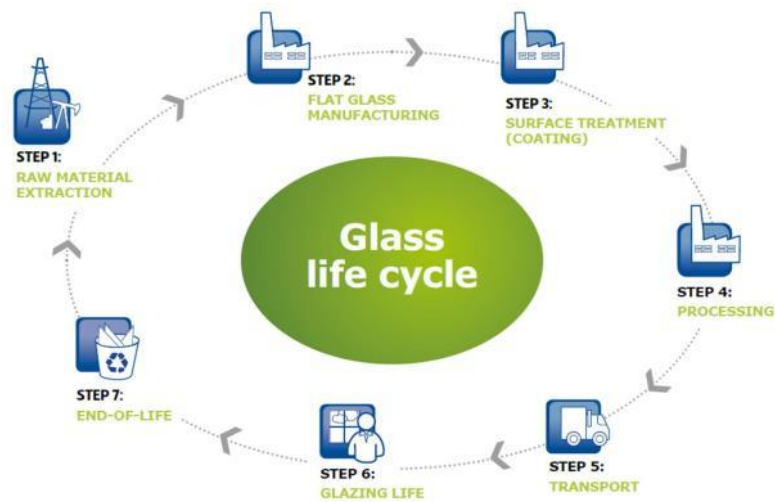 STEP 1:
RAW MATERIAL
EXTRACTION
STEP 2:
FLAT GLASS
MANUFACTURING
STEP 3:
SURFACE TREATMENT
(COATING)
STEP 4:
PROCESSING
STEP 5:
TRANSPORT
STEP 6:
GLAZING LIFE
STEP 7:
END-OF-LIFE
Glass
life cycle